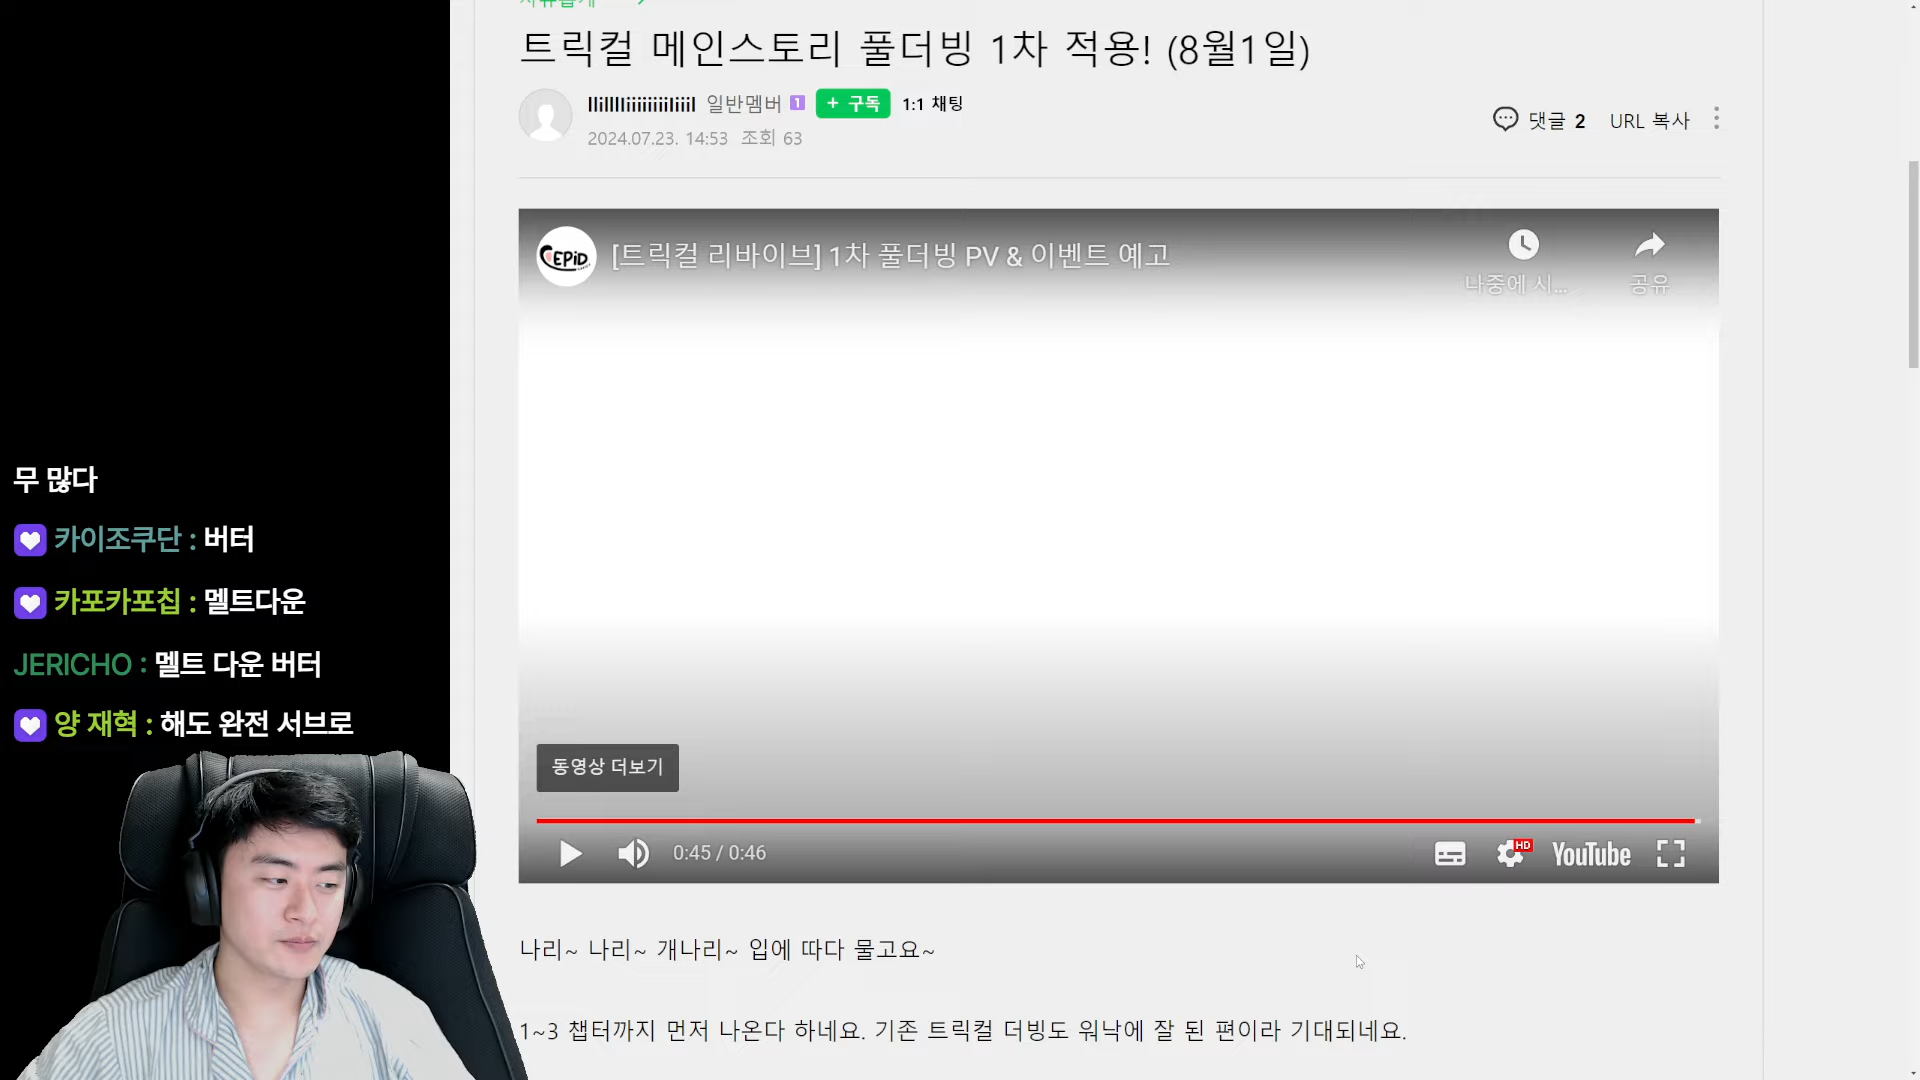 트릭컬 메인스토리 풀더빙 1차 적용! (8월1일)
일반멤버 1 + 구독 1:1 채팅
2024.07.23. 14:53 조회 63
댓글 2 URL 복사
EPiD
[트릭컬 리바이브] 1차 풀더빙 PV & 이벤트 예고
나중에 시...
공유
동영상 더보기
0:45 / 0:46
HD
YouTube
나리~ 나리~ 개나리~ 입에 따다 물고요~
1~3 챕터까지 먼저 나온다 하네요. 기존 트릭컬 더빙도 워낙에 잘 된 편이라 기대되네요.
무 많다
카이조쿠단 : 버터
카포카포칩 : 멜트다운
JERICHO : 멜트 다운 버터
양 재혁 : 해도 완전 서브로